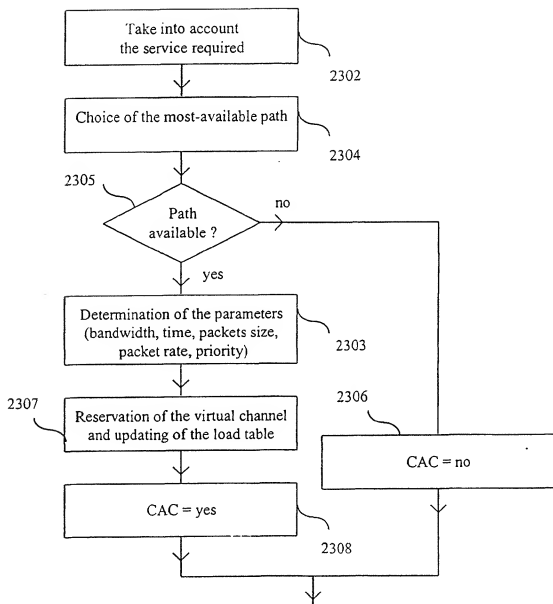 Take into account
the service required
2302
Choice of the most-available path
2304
2305
no
Path
available ?
yes
Determination of the parameters
(bandwidth, time, packets size,
packet rate, priority)
2303
2307
Reservation of the virtual channel
and updating of the load table
2306
CAC = no
CAC = yes
2308